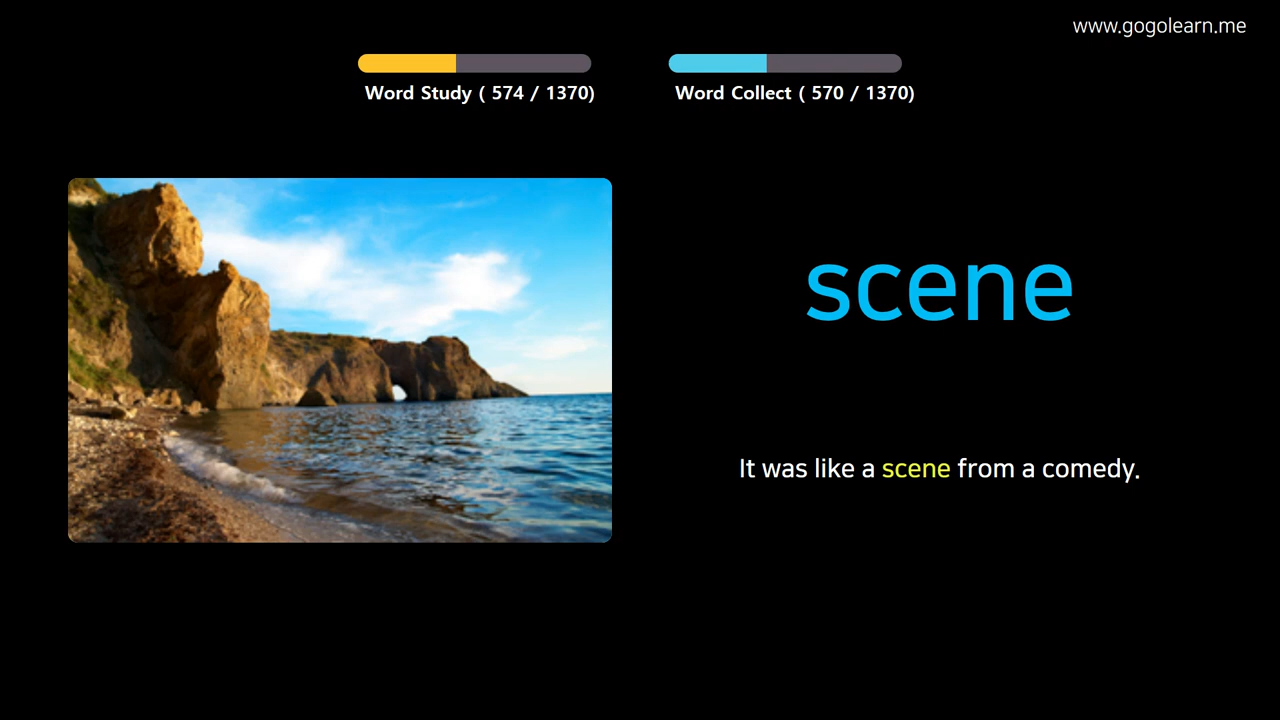 www.gogolearn.me
Word Study ( 574 / 1370)
Word Collect ( 570 / 1370)
scene
It was like a scene from a comedy.